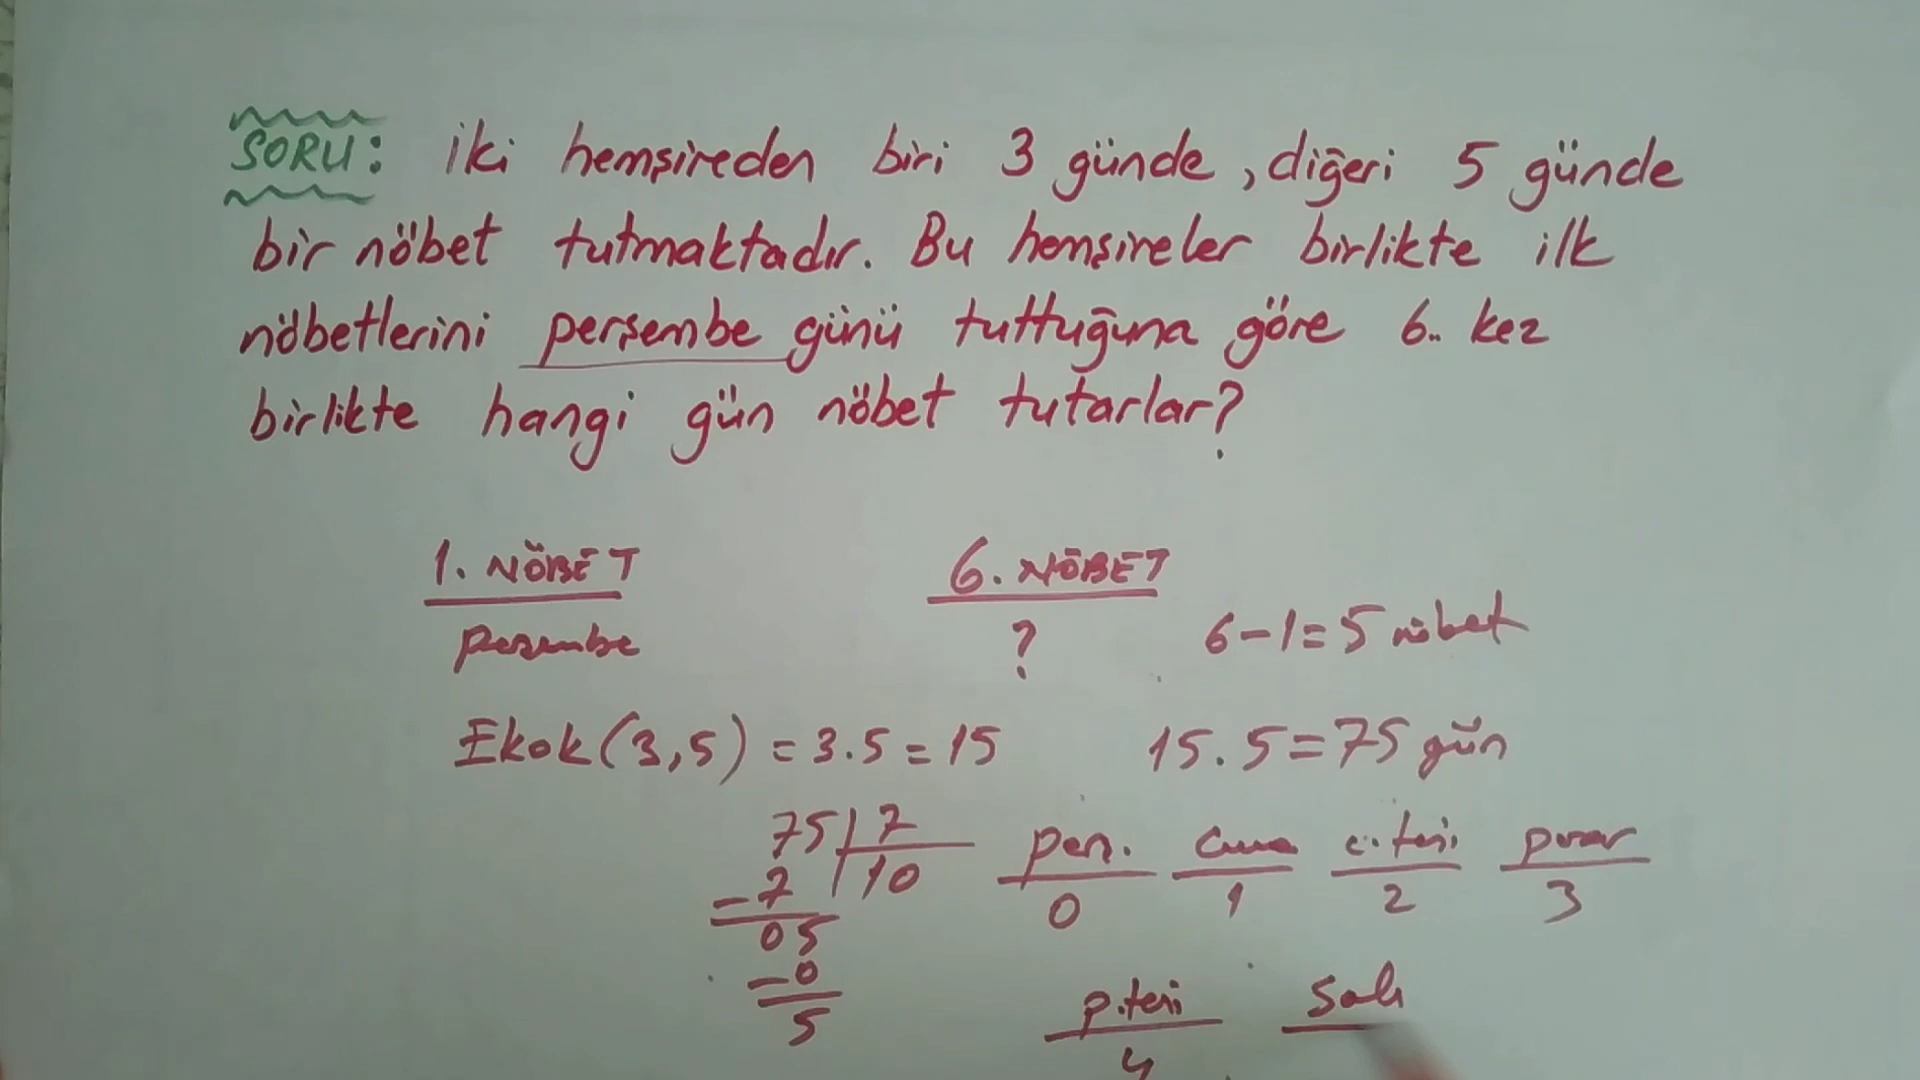 SORU: iki hemşireden biri 3 günde, diğeri 5 günde
bir nöbet tutmaktadır. Bu hemşireler birlikte ilk
nöbetlerini perşembe günü tuttuğuna göre 6. kez
birlikte hangi gün nöbet tutarlar?
1. NÖBET
perşembe
6. NÖBET
?
6-1=5 nöbet
Ekok(3,5)=3.5=15
15.5=75 gün
75 7
-7 10
05
-0
5
per. cuma c.tesi pazar
0 1 2 3
p.tesi salı
4